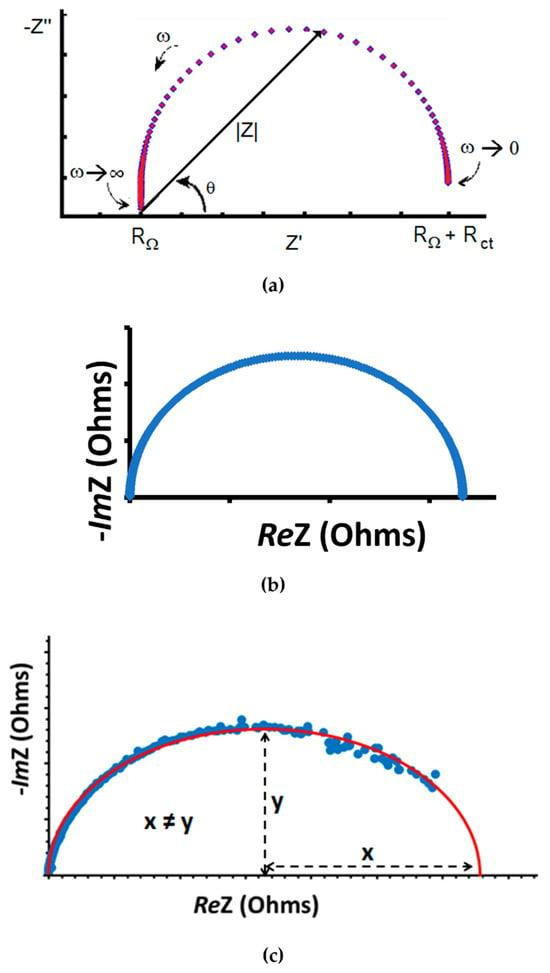 -Z"
ω
|Z|
ω→∞
θ
ω→0
RΩ
Z'
RΩ + Rct
(a)
-ImZ (Ohms)
ReZ (Ohms)
(b)
-ImZ (Ohms)
x ≠ y
y
x
ReZ (Ohms)
(c)